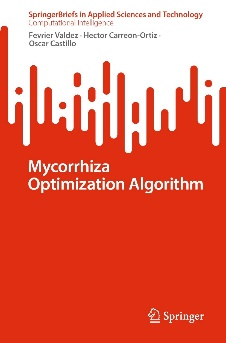 SpringerBriefs in Applied Sciences and Technology
Computational Intelligence
Fevrier Valdez · Hector Carreon-Ortiz ·
Oscar Castillo
Mycorrhiza
Optimization Algorithm
Springer